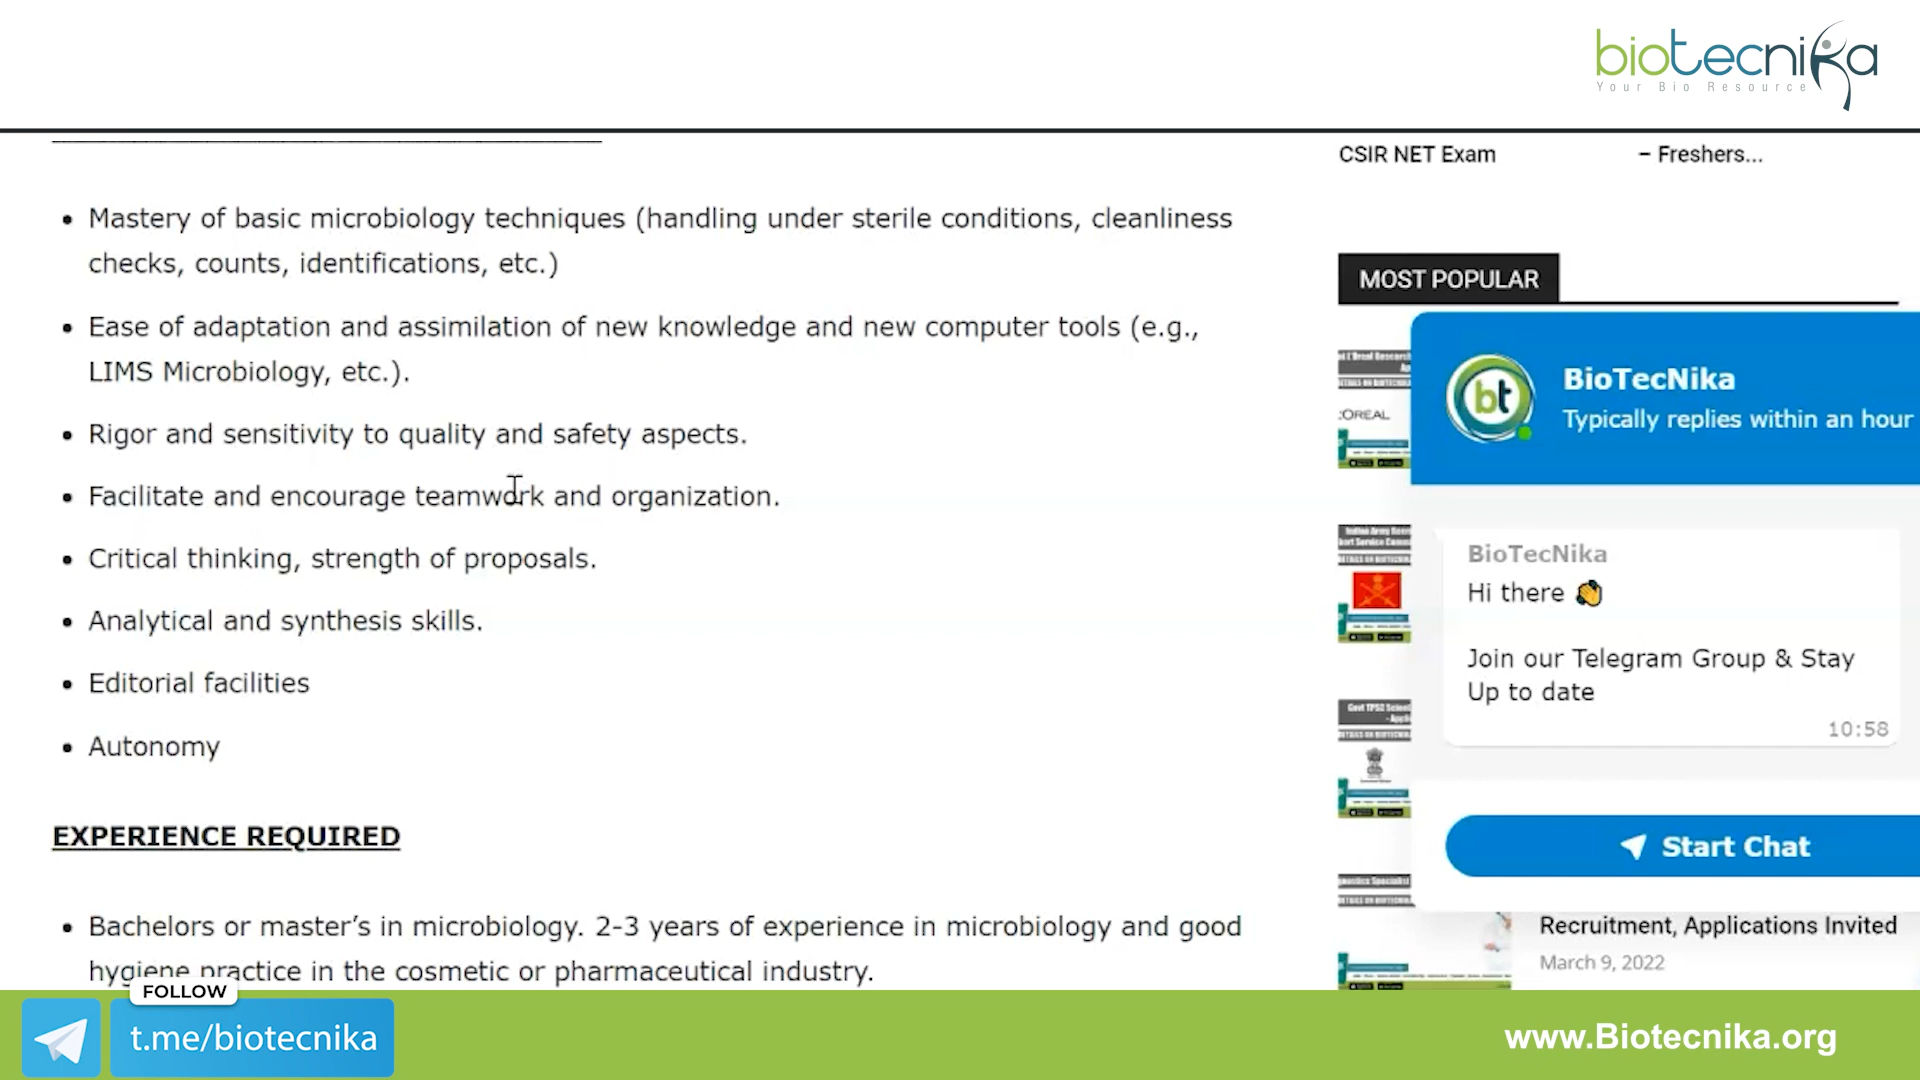 biotecnika
Your Bio Resource
CSIR NET Exam
– Freshers...
• Mastery of basic microbiology techniques (handling under sterile conditions, cleanliness
checks, counts, identifications, etc.)
• Ease of adaptation and assimilation of new knowledge and new computer tools (e.g.,
LIMS Microbiology, etc.).
• Rigor and sensitivity to quality and safety aspects.
• Facilitate and encourage teamwork and organization.
• Critical thinking, strength of proposals.
• Analytical and synthesis skills.
• Editorial facilities
• Autonomy
EXPERIENCE REQUIRED
• Bachelors or master’s in microbiology. 2-3 years of experience in microbiology and good
hygiene practice in the cosmetic or pharmaceutical industry.
MOST POPULAR
bt
BioTecNika
Typically replies within an hour
BioTecNika
Hi there 👋
Join our Telegram Group & Stay
Up to date
10:58
Start Chat
Recruitment, Applications Invited
March 9, 2022
FOLLOW
t.me/biotecnika
www.Biotecnika.org